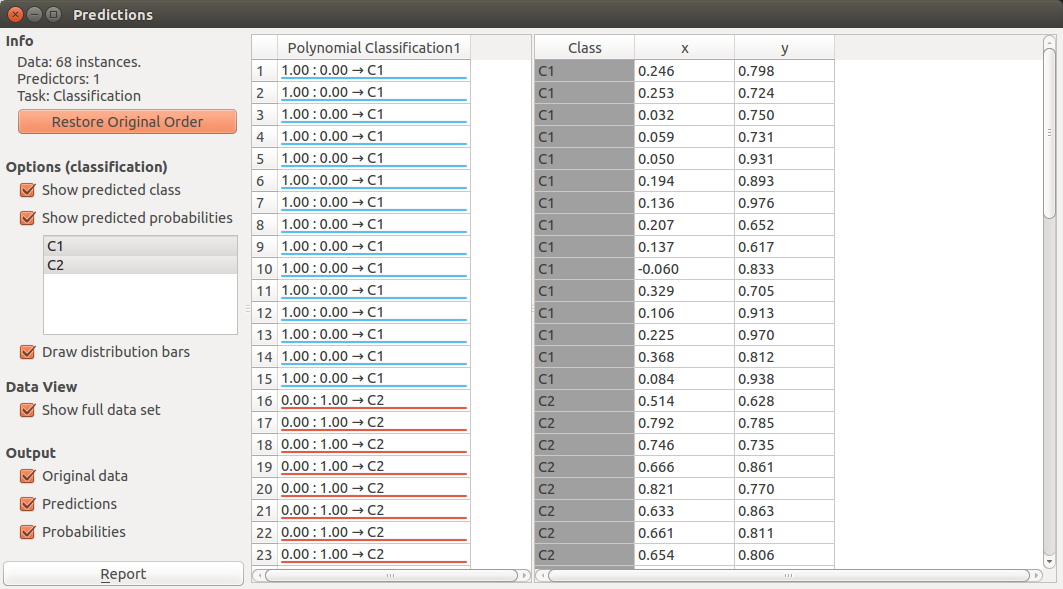 Predictions
Info
Data: 68 instances.
Predictors: 1
Task: Classification
Restore Original Order
Options (classification)
Show predicted class
Show predicted probabilities
C1
C2
Draw distribution bars
Data View
Show full data set
Output
Original data
Predictions
Probabilities
Report
Polynomial Classification1 Class x y
1 1.00 : 0.00 → C1 C1 0.246 0.798
2 1.00 : 0.00 → C1 C1 0.253 0.724
3 1.00 : 0.00 → C1 C1 0.032 0.750
4 1.00 : 0.00 → C1 C1 0.059 0.731
5 1.00 : 0.00 → C1 C1 0.050 0.931
6 1.00 : 0.00 → C1 C1 0.194 0.893
7 1.00 : 0.00 → C1 C1 0.136 0.976
8 1.00 : 0.00 → C1 C1 0.207 0.652
9 1.00 : 0.00 → C1 C1 0.137 0.617
10 1.00 : 0.00 → C1 C1 -0.060 0.833
11 1.00 : 0.00 → C1 C1 0.329 0.705
12 1.00 : 0.00 → C1 C1 0.106 0.913
13 1.00 : 0.00 → C1 C1 0.225 0.970
14 1.00 : 0.00 → C1 C1 0.368 0.812
15 1.00 : 0.00 → C1 C1 0.084 0.938
16 0.00 : 1.00 → C2 C2 0.514 0.628
17 0.00 : 1.00 → C2 C2 0.792 0.785
18 0.00 : 1.00 → C2 C2 0.746 0.735
19 0.00 : 1.00 → C2 C2 0.666 0.861
20 0.00 : 1.00 → C2 C2 0.821 0.770
21 0.00 : 1.00 → C2 C2 0.633 0.863
22 0.00 : 1.00 → C2 C2 0.661 0.811
23 0.00 : 1.00 → C2 C2 0.654 0.806